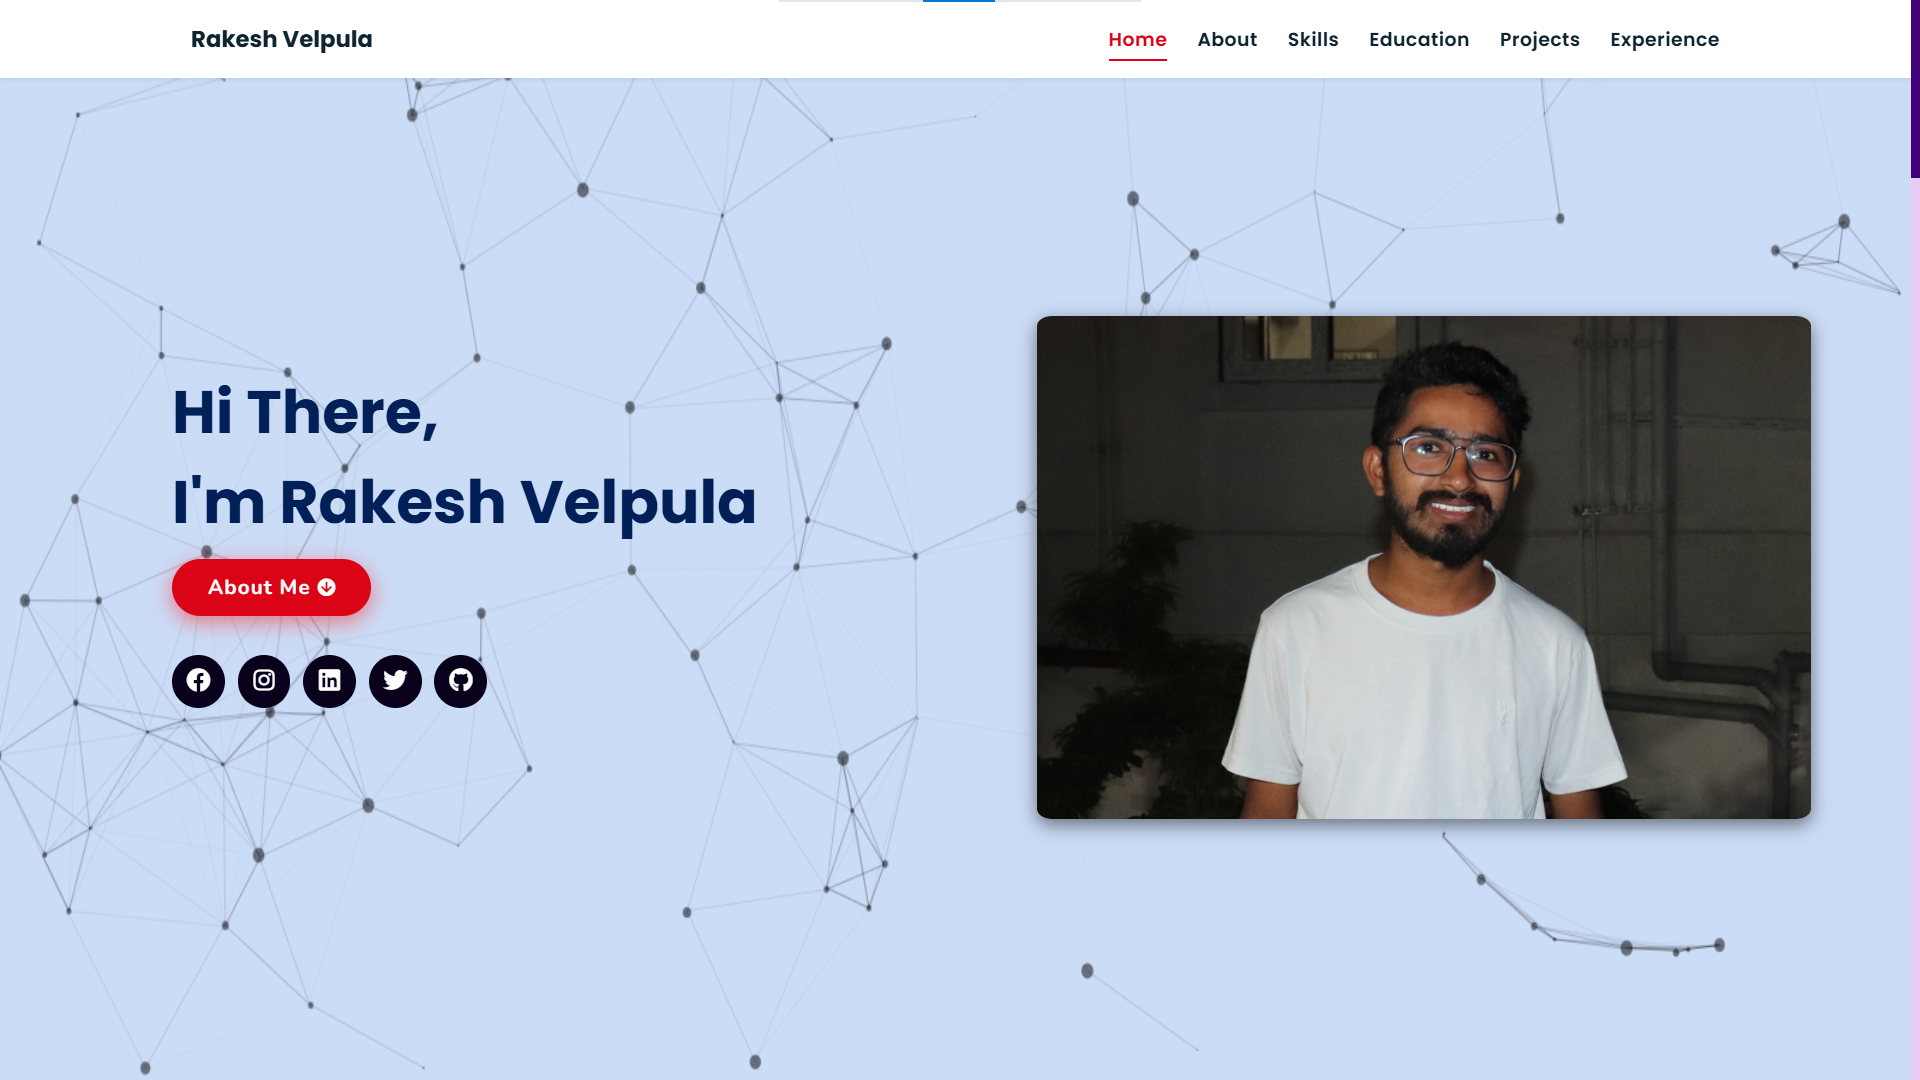 Rakesh Velpula
Home About Skills Education Projects Experience
Hi There,
I'm Rakesh Velpula
About Me